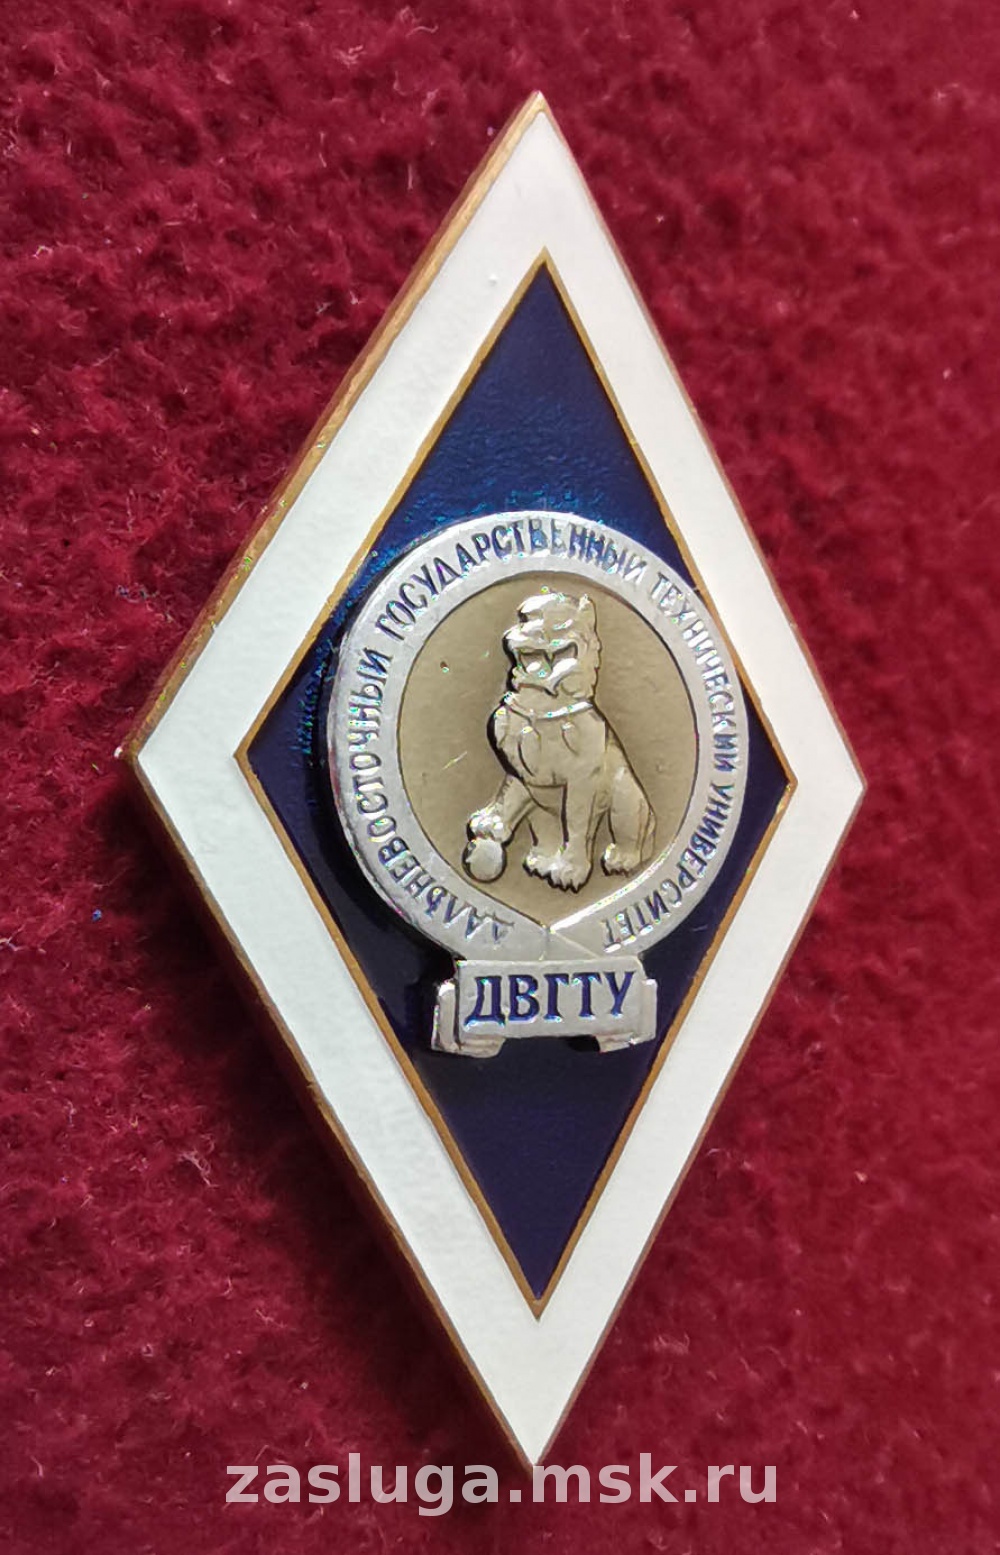 ДАЛЬНЕВОСТОЧНЫЙ ГОСУДАРСТВЕННЫЙ ТЕХНИЧЕСКИЙ УНИВЕРСИТЕТ
ДВГТУ
zasluga.msk.ru